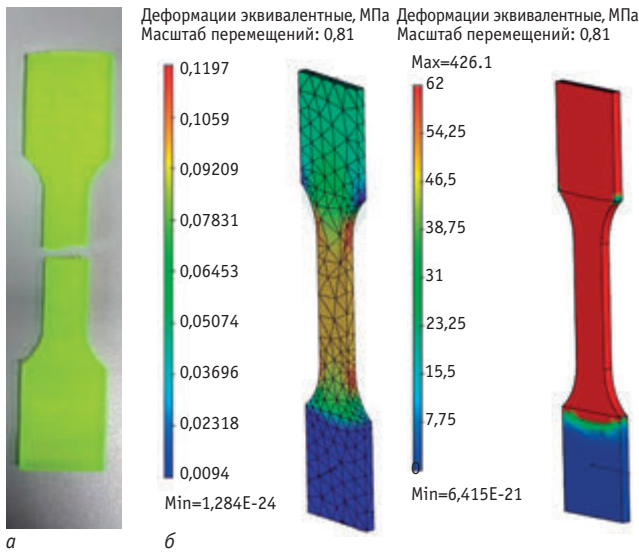 Деформации эквивалентные, МПа
Масштаб перемещений: 0,81
0,1197
0,1059
0,09209
0,07831
0,06453
0,05074
0,03696
0,02318
0,0094
Min=1,284E-24
Деформации эквивалентные, МПа
Масштаб перемещений: 0,81
Max=426.1
62
54,25
46,5
38,75
31
23,25
15,5
7,75
0
Min=6,415E-21
а
б